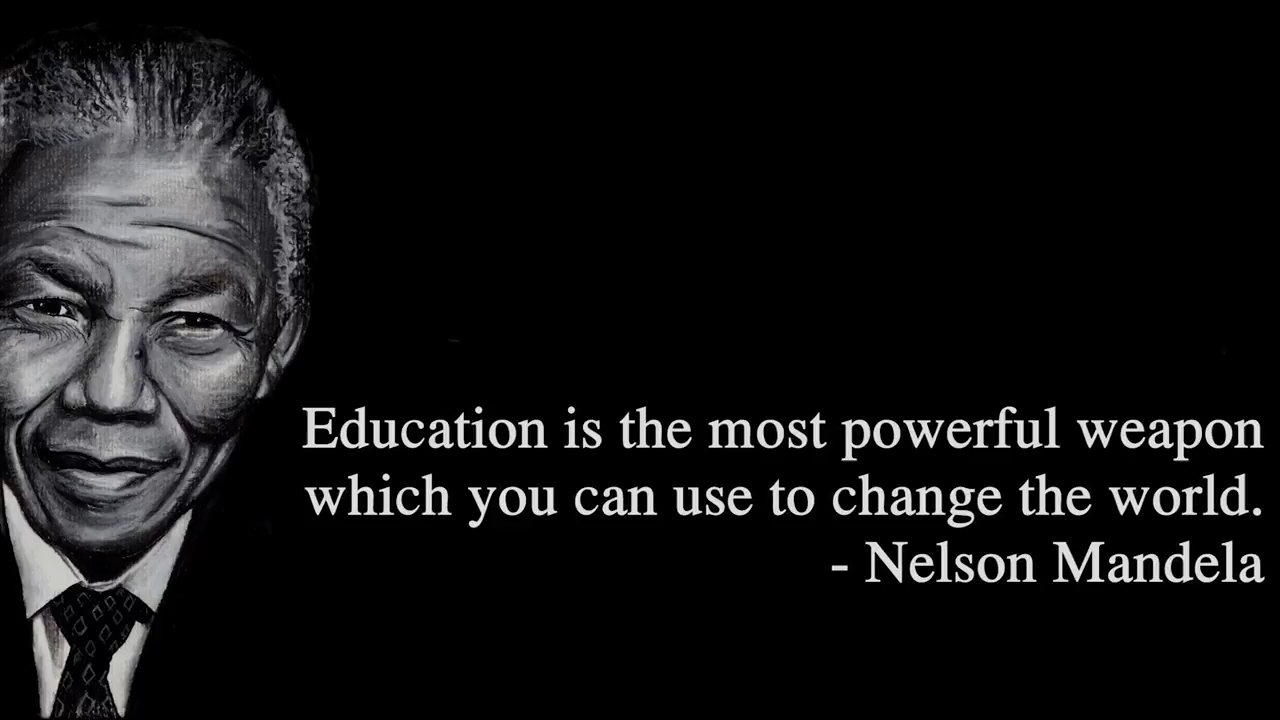 Education is the most powerful weapon
which you can use to change the world.
- Nelson Mandela